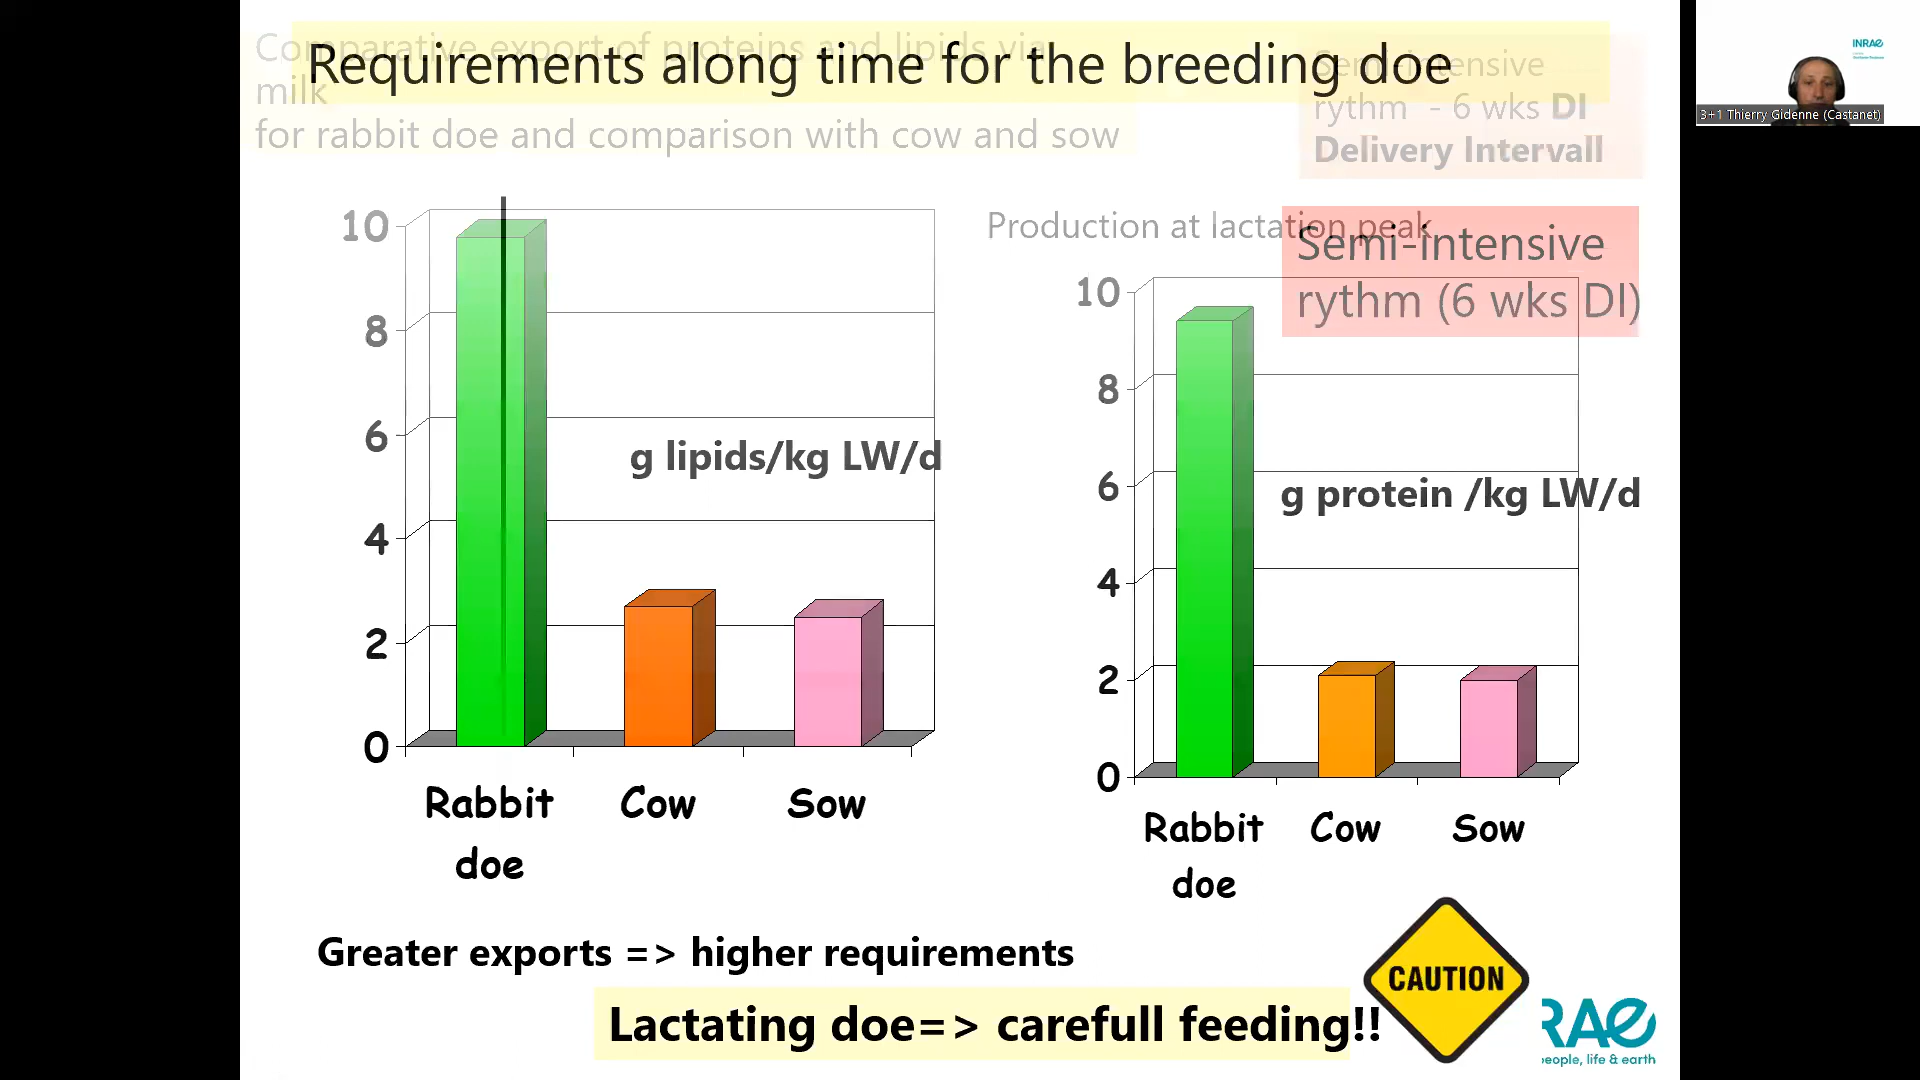 Requirements along time for the breeding doe
Comparative export of proteins and lipids via
milk
for rabbit doe and comparison with cow and sow
Semi-intensive
rythm - 6 wks DI
Delivery Intervall
Production at lactation peak
Semi-intensive
rythm (6 wks DI)
10
8
6
4
2
0
g lipids/kg LW/d
Rabbit
doe
Cow
Sow
10
8
6
4
2
0
g protein /kg LW/d
Rabbit
doe
Cow
Sow
Greater exports => higher requirements
Lactating doe=> carefull feeding!!
CAUTION
RAE
people, life & earth
INRAE
3+1 Thierry Gidenne (Castanet)